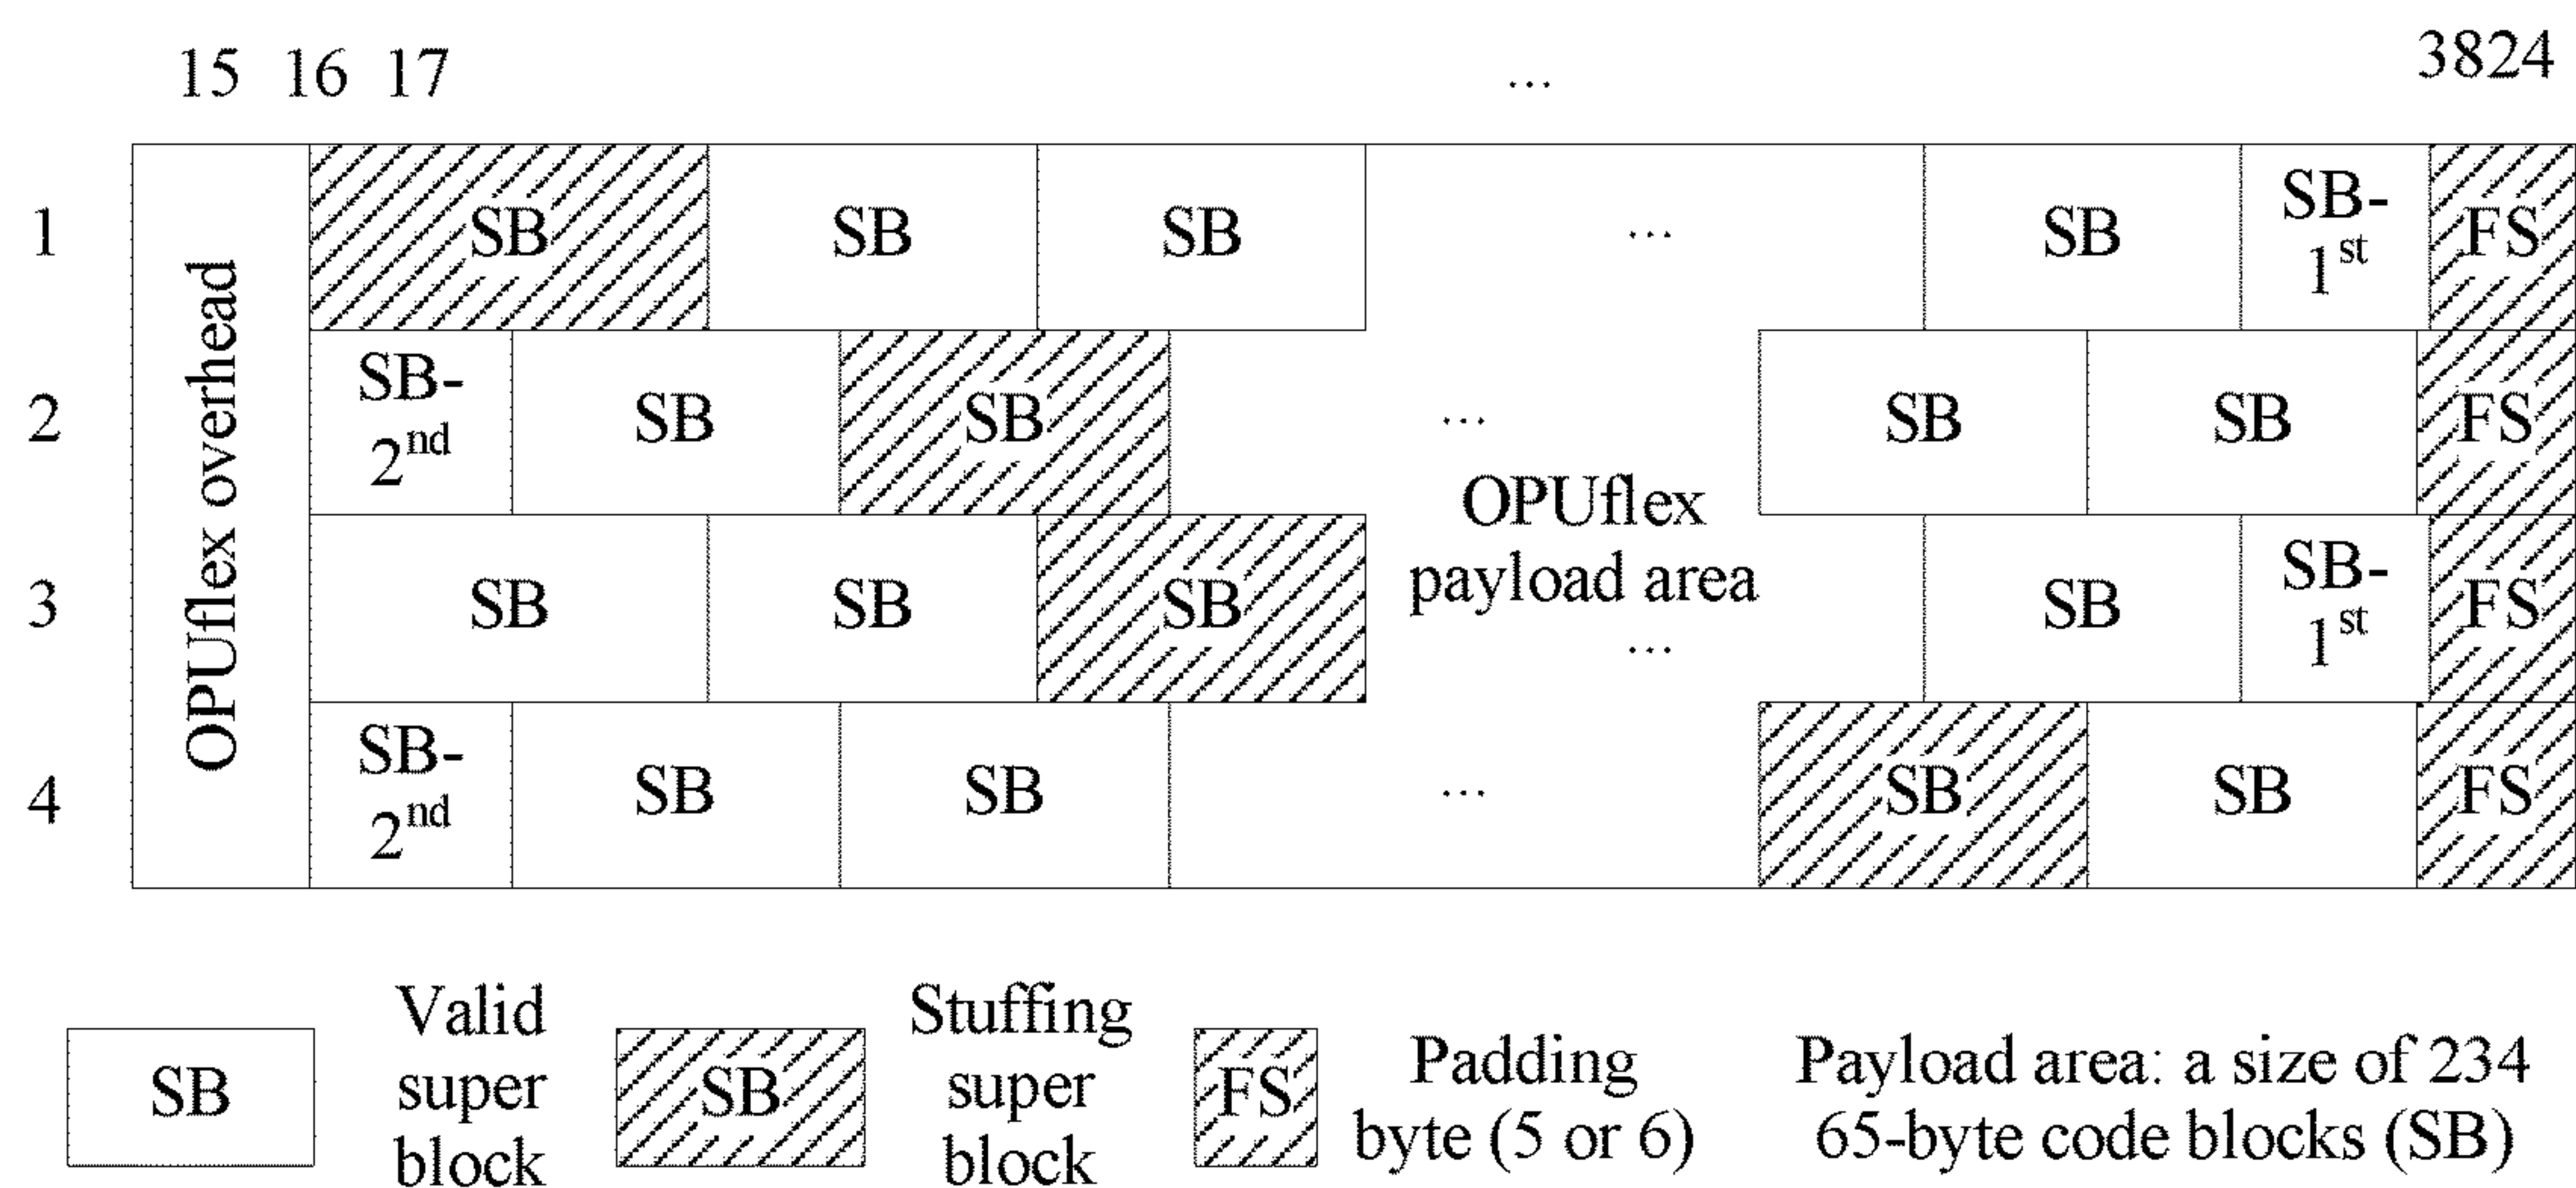 15 16 17 ... 3824
OPUflex overhead
1 SB SB SB ... SB SB-
1st FS
2 SB-
2nd SB SB ... SB SB FS
OPUflex
payload area
3 SB SB SB ... SB SB-
1st FS
4 SB-
2nd SB SB ... SB SB FS
SB Valid
super
block
SB Stuffing
super
block
FS Padding
byte (5 or 6)
Payload area: a size of 234
65-byte code blocks (SB)